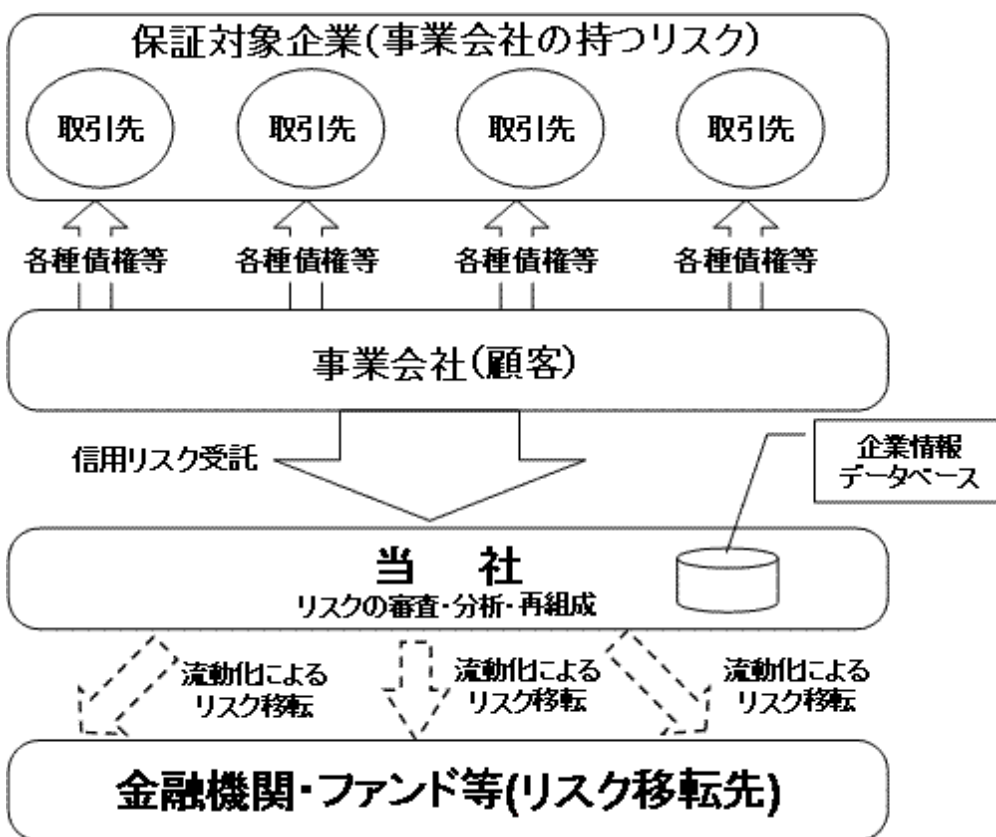 保証対象企業(事業会社の持つリスク)
取引先
取引先
取引先
取引先
各種債権等
各種債権等
各種債権等
各種債権等
事業会社(顧客)
信用リスク受託
企業情報
データベース
当　社
リスクの審査・分析・再組成
流動化による
リスク移転
流動化による
リスク移転
流動化による
リスク移転
金融機関・ファンド等(リスク移転先)